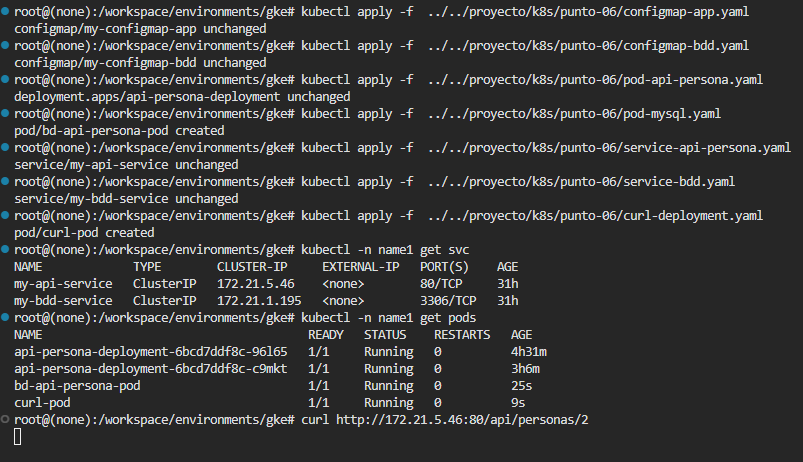 root@(none):/workspace/environments/gke# kubectl apply -f  ../../proyecto/k8s/punto-06/configmap-app.yaml
configmap/my-configmap-app unchanged
root@(none):/workspace/environments/gke# kubectl apply -f  ../../proyecto/k8s/punto-06/configmap-bdd.yaml
configmap/my-configmap-bdd unchanged
root@(none):/workspace/environments/gke# kubectl apply -f  ../../proyecto/k8s/punto-06/pod-api-persona.yaml
deployment.apps/api-persona-deployment unchanged
root@(none):/workspace/environments/gke# kubectl apply -f  ../../proyecto/k8s/punto-06/pod-mysql.yaml
pod/bd-api-persona-pod created
root@(none):/workspace/environments/gke# kubectl apply -f  ../../proyecto/k8s/punto-06/service-api-persona.yaml
service/my-api-service unchanged
root@(none):/workspace/environments/gke# kubectl apply -f  ../../proyecto/k8s/punto-06/service-bdd.yaml
service/my-bdd-service unchanged
root@(none):/workspace/environments/gke# kubectl apply -f  ../../proyecto/k8s/punto-06/curl-deployment.yaml
pod/curl-pod created
root@(none):/workspace/environments/gke# kubectl -n name1 get svc
NAME             TYPE        CLUSTER-IP     EXTERNAL-IP   PORT(S)    AGE
my-api-service   ClusterIP   172.21.5.46    <none>        80/TCP     31h
my-bdd-service   ClusterIP   172.21.1.195   <none>        3306/TCP   31h
root@(none):/workspace/environments/gke# kubectl -n name1 get pods
NAME                                      READY   STATUS    RESTARTS   AGE
api-persona-deployment-6bcd7ddf8c-96l65   1/1     Running   0          4h31m
api-persona-deployment-6bcd7ddf8c-c9mkt   1/1     Running   0          3h6m
bd-api-persona-pod                        1/1     Running   0          25s
curl-pod                                  1/1     Running   0          9s
root@(none):/workspace/environments/gke# curl http://172.21.5.46:80/api/personas/2